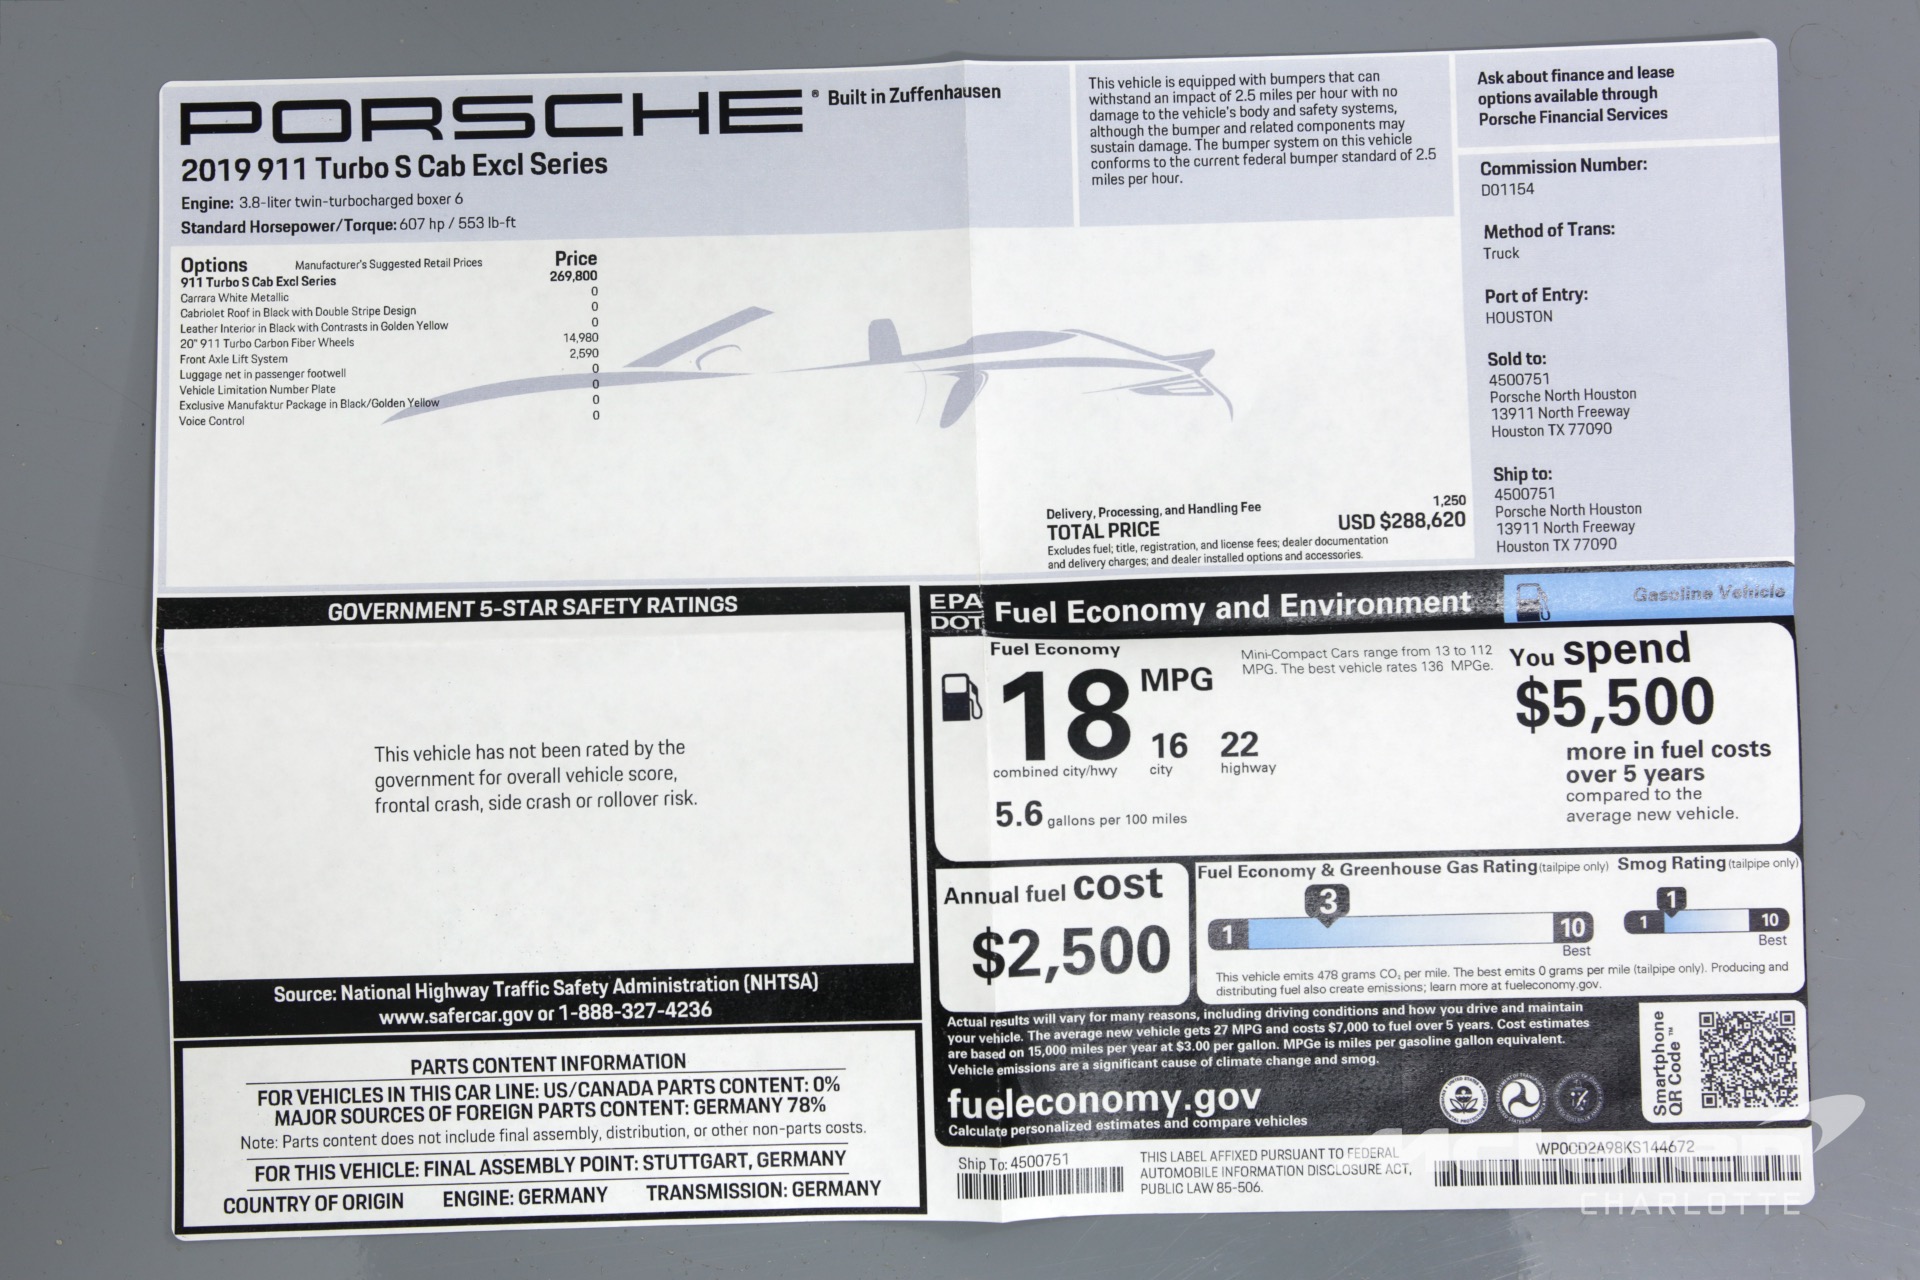 PORSCHE® Built in Zuffenhausen
2019 911 Turbo S Cab Excl Series
Engine: 3.8-liter twin-turbocharged boxer 6
Standard Horsepower/Torque: 607 hp / 553 lb-ft
Options Manufacturer's Suggested Retail Prices Price
911 Turbo S Cab Excl Series 269,800
Carrara White Metallic 0
Cabriolet Roof in Black with Double Stripe Design 0
Leather Interior in Black with Contrasts in Golden Yellow 0
20" 911 Turbo Carbon Fiber Wheels 14,980
Front Axle Lift System 2,590
Luggage net in passenger footwell 0
Vehicle Limitation Number Plate 0
Exclusive Manufaktur Package in Black/Golden Yellow 0
Voice Control 0
This vehicle is equipped with bumpers that can
withstand an impact of 2.5 miles per hour with no
damage to the vehicle's body and safety systems,
although the bumper and related components may
sustain damage. The bumper system on this vehicle
conforms to the current federal bumper standard of 2.5
miles per hour.
Delivery, Processing, and Handling Fee 1,250
TOTAL PRICE USD $288,620
Excludes fuel; title, registration, and license fees; dealer documentation
and delivery charges; and dealer installed options and accessories.
Ask about finance and lease
options available through
Porsche Financial Services
Commission Number:
D01154
Method of Trans:
Truck
Port of Entry:
HOUSTON
Sold to:
4500751
Porsche North Houston
13911 North Freeway
Houston TX 77090
Ship to:
4500751
Porsche North Houston
13911 North Freeway
Houston TX 77090
GOVERNMENT 5-STAR SAFETY RATINGS
This vehicle has not been rated by the
government for overall vehicle score,
frontal crash, side crash or rollover risk.
Source: National Highway Traffic Safety Administration (NHTSA)
www.safercar.gov or 1-888-327-4236
PARTS CONTENT INFORMATION
FOR VEHICLES IN THIS CAR LINE: US/CANADA PARTS CONTENT: 0%
MAJOR SOURCES OF FOREIGN PARTS CONTENT: GERMANY 78%
Note: Parts content does not include final assembly, distribution, or other non-parts costs.
FOR THIS VEHICLE: FINAL ASSEMBLY POINT: STUTTGART, GERMANY
COUNTRY OF ORIGIN ENGINE: GERMANY TRANSMISSION: GERMANY
EPA
DOT
Fuel Economy and Environment
Gasoline Vehicle
Fuel Economy
18 MPG
combined city/hwy
16
city
22
highway
5.6 gallons per 100 miles
Mini-Compact Cars range from 13 to 112
MPG. The best vehicle rates 136 MPGe.
You spend
$5,500
more in fuel costs
over 5 years
compared to the
average new vehicle.
Annual fuel cost
$2,500
Fuel Economy & Greenhouse Gas Rating (tailpipe only)
3
1 10
Best
Smog Rating (tailpipe only)
1
1 10
Best
This vehicle emits 478 grams CO₂ per mile. The best emits 0 grams per mile (tailpipe only). Producing and
distributing fuel also create emissions; learn more at fueleconomy.gov.
Actual results will vary for many reasons, including driving conditions and how you drive and maintain
your vehicle. The average new vehicle gets 27 MPG and costs $7,000 to fuel over 5 years. Cost estimates
are based on 15,000 miles per year at $3.00 per gallon. MPGe is miles per gasoline gallon equivalent.
Vehicle emissions are a significant cause of climate change and smog.
fueleconomy.gov
Calculate personalized estimates and compare vehicles
Smartphone
QR Code™
Ship To: 4500751
THIS LABEL AFFIXED PURSUANT TO FEDERAL
AUTOMOBILE INFORMATION DISCLOSURE ACT,
PUBLIC LAW 85-506.
WP0CD2A98KS144672
McLaren
CHARLOTTE